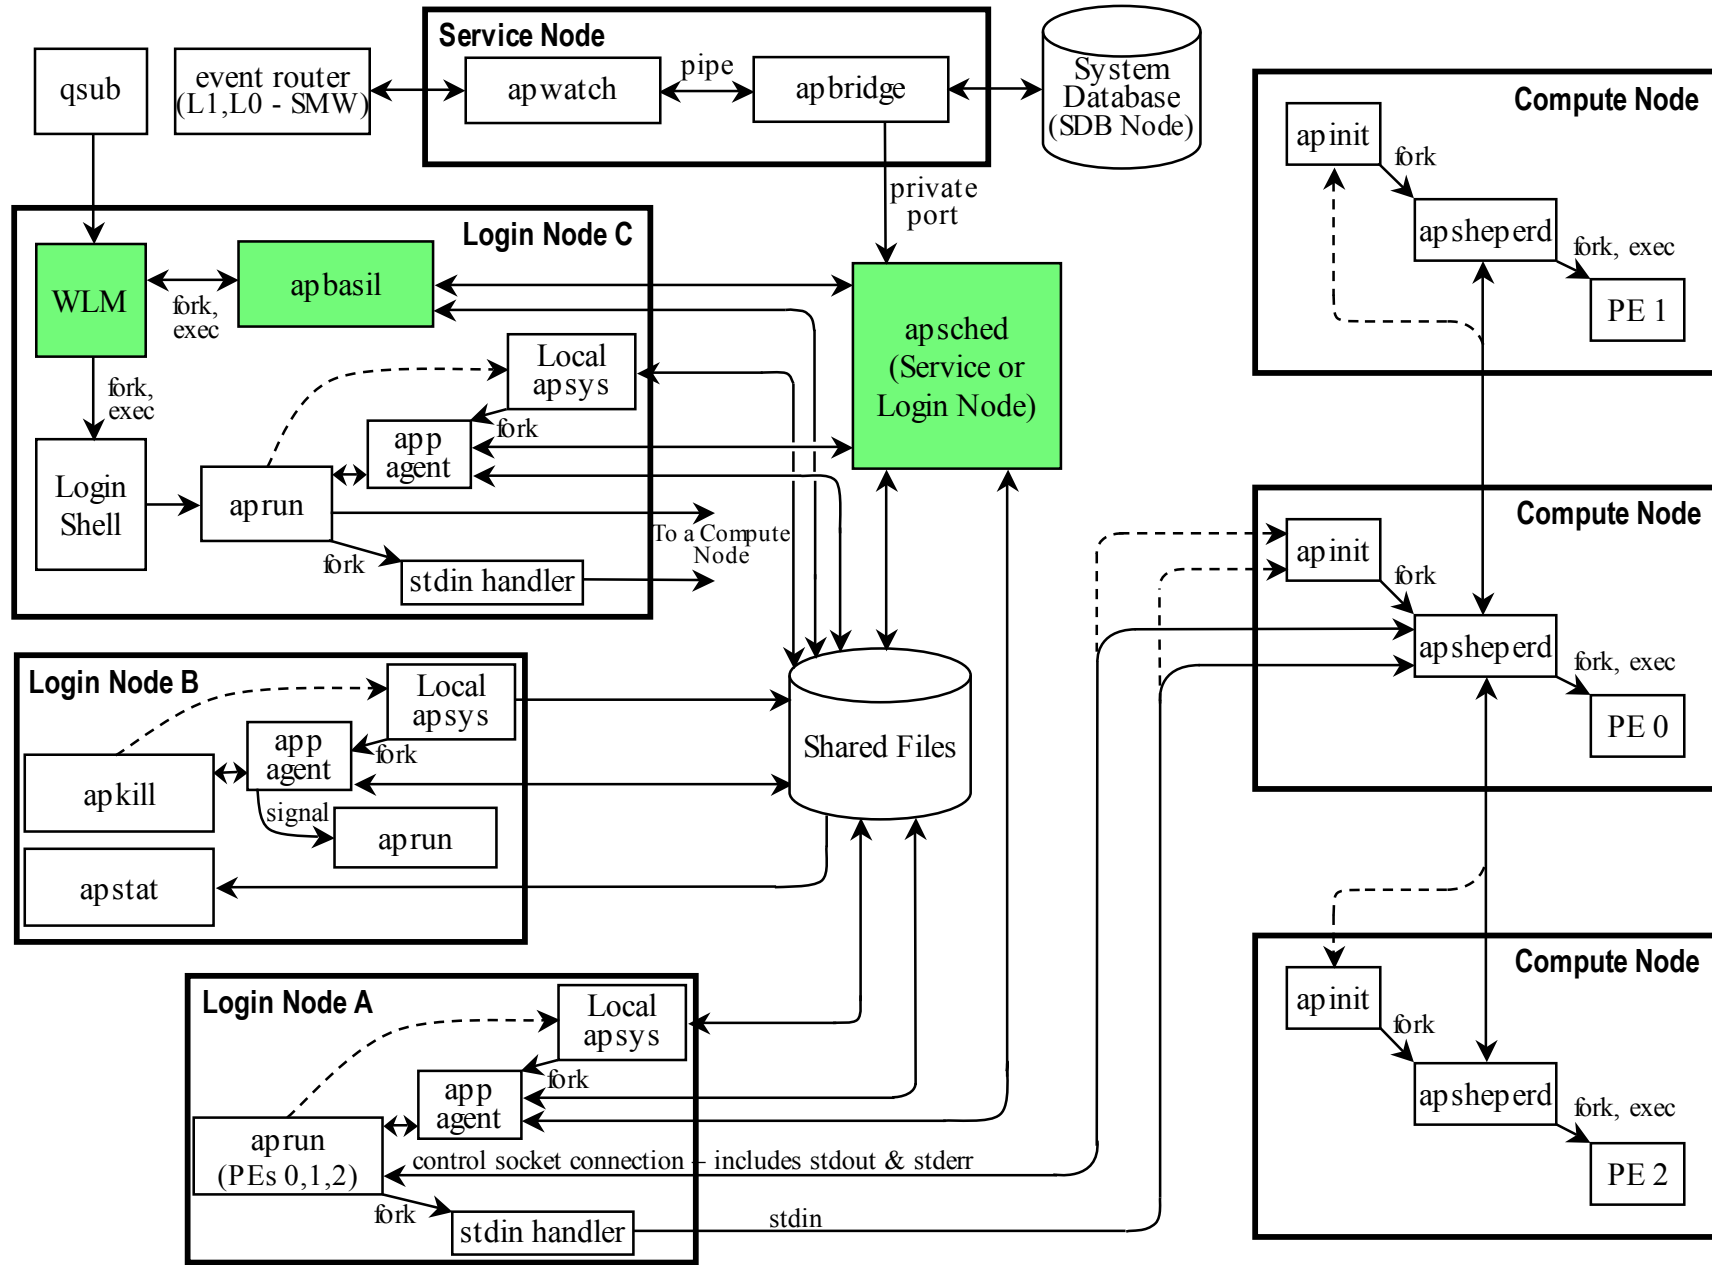 Service Node
qsub
event router
(L1,L0 - SMW)
apwatch
pipe
apbridge
System
Database
(SDB Node)
private
port
Login Node C
WLM
fork,
exec
apbasil
apsched
(Service or
Login Node)
Local
apsys
fork,
exec
fork
app
agent
Login
Shell
aprun
To a Compute
Node
fork
stdin handler
Login Node B
Local
apsys
app
agent
fork
apkill
signal
aprun
apstat
Shared Files
Login Node A
Local
apsys
fork
app
agent
aprun
(PEs 0,1,2)
control socket connection – includes stdout & stderr
fork
stdin handler
stdin
Compute Node
apinit
fork
apsheperd
fork, exec
PE 1
Compute Node
apinit
fork
apsheperd
fork, exec
PE 0
Compute Node
apinit
fork
apsheperd
fork, exec
PE 2